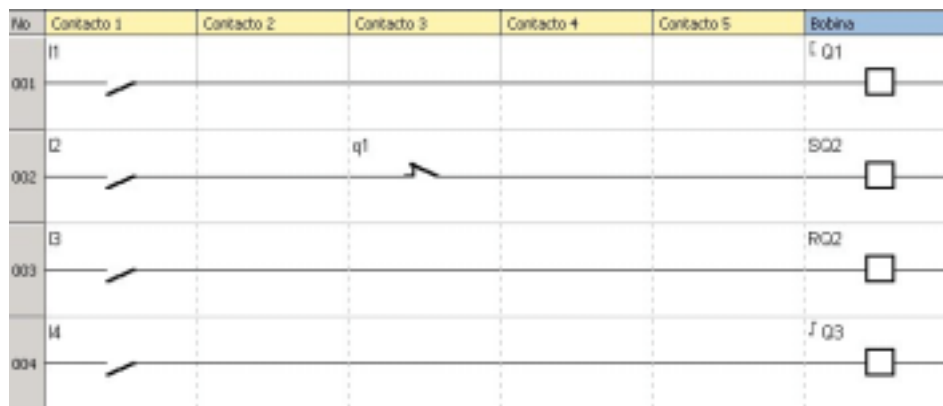 No Contacto 1 Contacto 2 Contacto 3 Contacto 4 Contacto 5 Bobina
I1 [ Q1
001
I2 q1 SQ2
002
I3 RQ2
003
I4 ʃ Q3
004